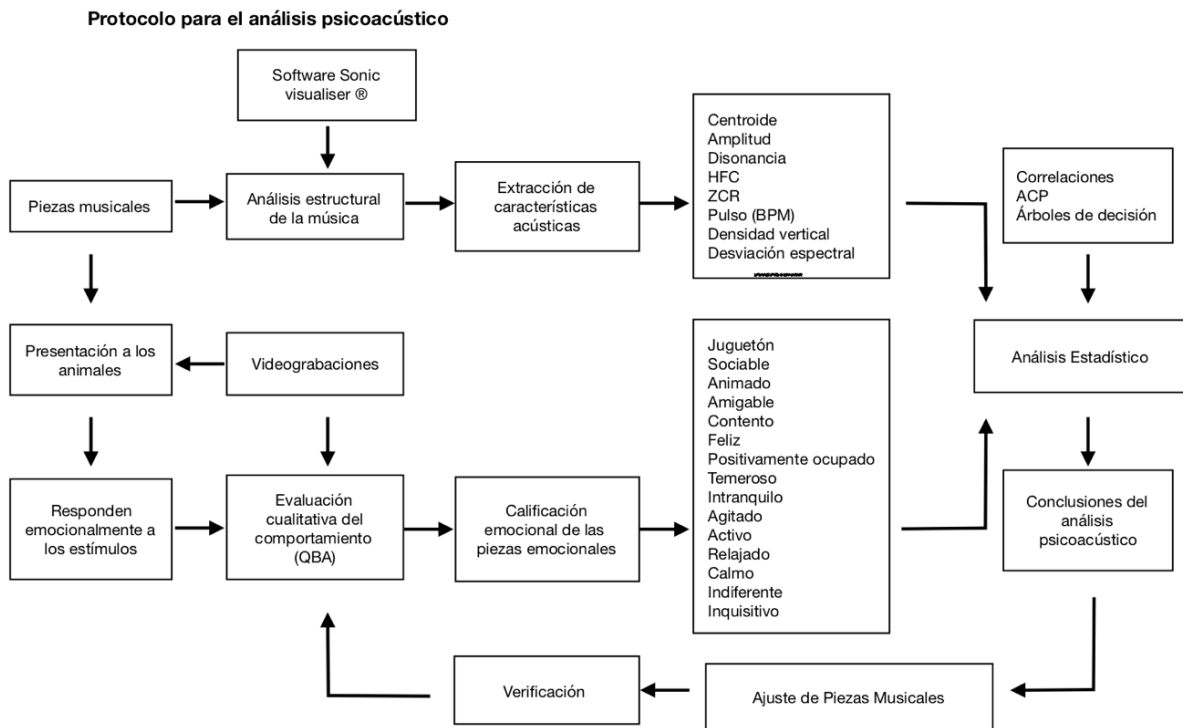 Protocolo para el análisis psicoacústico
Software Sonic
visualiser ®
Piezas musicales
Análisis estructural
de la música
Extracción de
características
acústicas
Centroide
Amplitud
Disonancia
HFC
ZCR
Pulso (BPM)
Densidad vertical
Desviación espectral
Correlaciones
ACP
Árboles de decisión
Presentación a los
animales
Videograbaciones
Juguetón
Sociable
Animado
Amigable
Contento
Feliz
Positivamente ocupado
Temeroso
Intranquilo
Agitado
Activo
Relajado
Calmo
Indiferente
Inquisitivo
Análisis Estadístico
Responden
emocionalmente a
los estímulos
Evaluación
cualitativa del
comportamiento
(QBA)
Calificación
emocional de las
piezas emocionales
Conclusiones del
análisis
psicoacústico
Verificación
Ajuste de Piezas Musicales